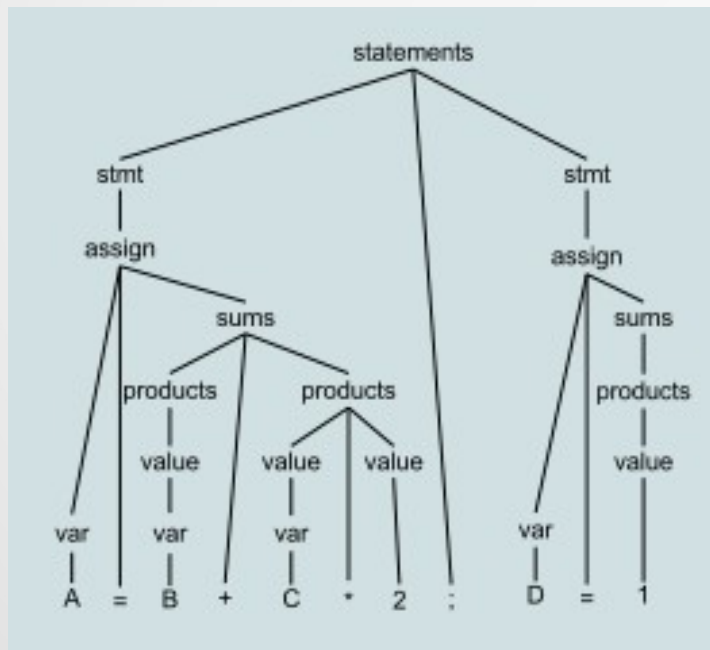 statements
stmt stmt
assign assign
sums sums
products products products
value value value value
var var var var
A = B + C * 2 ; D = 1